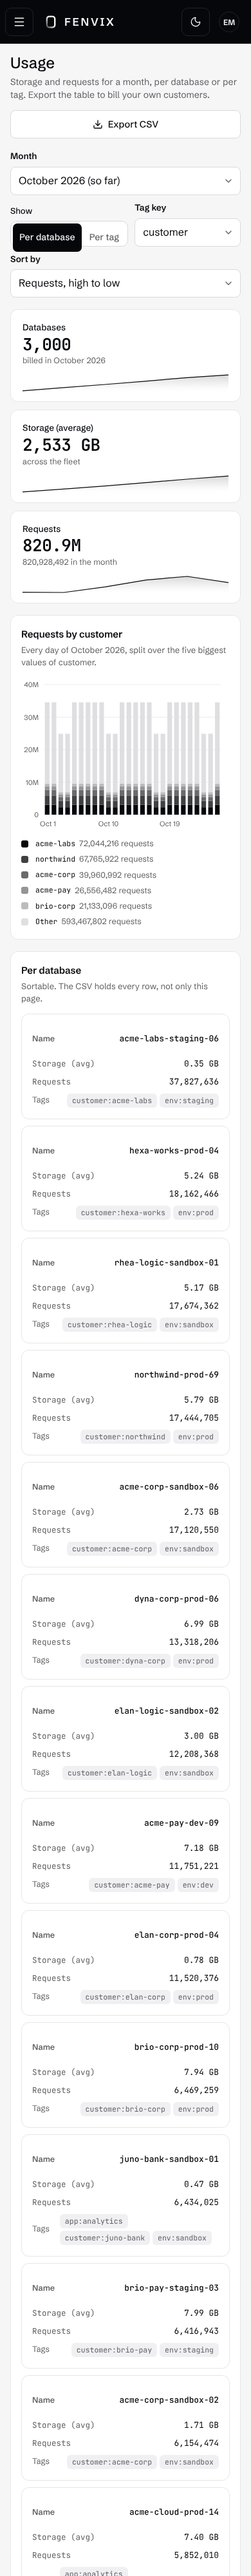 FENVIX
EM
Usage
Storage and requests for a month, per database or per
tag. Export the table to bill your own customers.
Export CSV
Month
October 2026 (so far)
Show
Tag key
Per database
Per tag
customer
Sort by
Requests, high to low
Databases
3,000
billed in October 2026
Storage (average)
2,533 GB
across the fleet
Requests
820.9M
820,928,492 in the month
Requests by customer
Every day of October 2026, split over the five biggest
values of customer.
40M
30M
20M
10M
0
Oct 1
Oct 10
Oct 19
acme-labs 72,044,216 requests
northwind 67,765,922 requests
acme-corp 39,960,992 requests
acme-pay 26,556,482 requests
brio-corp 21,133,096 requests
Other 593,467,802 requests
Per database
Sortable. The CSV holds every row, not only this
page.
Name acme-labs-staging-06
Storage (avg) 0.35 GB
Requests 37,827,636
Tags customer:acme-labs env:staging
Name hexa-works-prod-04
Storage (avg) 5.24 GB
Requests 18,162,466
Tags customer:hexa-works env:prod
Name rhea-logic-sandbox-01
Storage (avg) 5.17 GB
Requests 17,674,362
Tags customer:rhea-logic env:sandbox
Name northwind-prod-69
Storage (avg) 5.79 GB
Requests 17,444,705
Tags customer:northwind env:prod
Name acme-corp-sandbox-06
Storage (avg) 2.73 GB
Requests 17,120,550
Tags customer:acme-corp env:sandbox
Name dyna-corp-prod-06
Storage (avg) 6.99 GB
Requests 13,318,206
Tags customer:dyna-corp env:prod
Name elan-logic-sandbox-02
Storage (avg) 3.00 GB
Requests 12,208,368
Tags customer:elan-logic env:sandbox
Name acme-pay-dev-09
Storage (avg) 7.18 GB
Requests 11,751,221
Tags customer:acme-pay env:dev
Name elan-corp-prod-04
Storage (avg) 0.78 GB
Requests 11,520,376
Tags customer:elan-corp env:prod
Name brio-corp-prod-10
Storage (avg) 7.94 GB
Requests 6,469,259
Tags customer:brio-corp env:prod
Name juno-bank-sandbox-01
Storage (avg) 0.47 GB
Requests 6,434,025
app:analytics
Tags
customer:juno-bank env:sandbox
Name brio-pay-staging-03
Storage (avg) 7.99 GB
Requests 6,416,943
Tags customer:brio-pay env:staging
Name acme-corp-sandbox-02
Storage (avg) 1.71 GB
Requests 6,154,474
Tags customer:acme-corp env:sandbox
Name acme-cloud-prod-14
Storage (avg) 7.40 GB
Requests 5,852,010
app:analytics